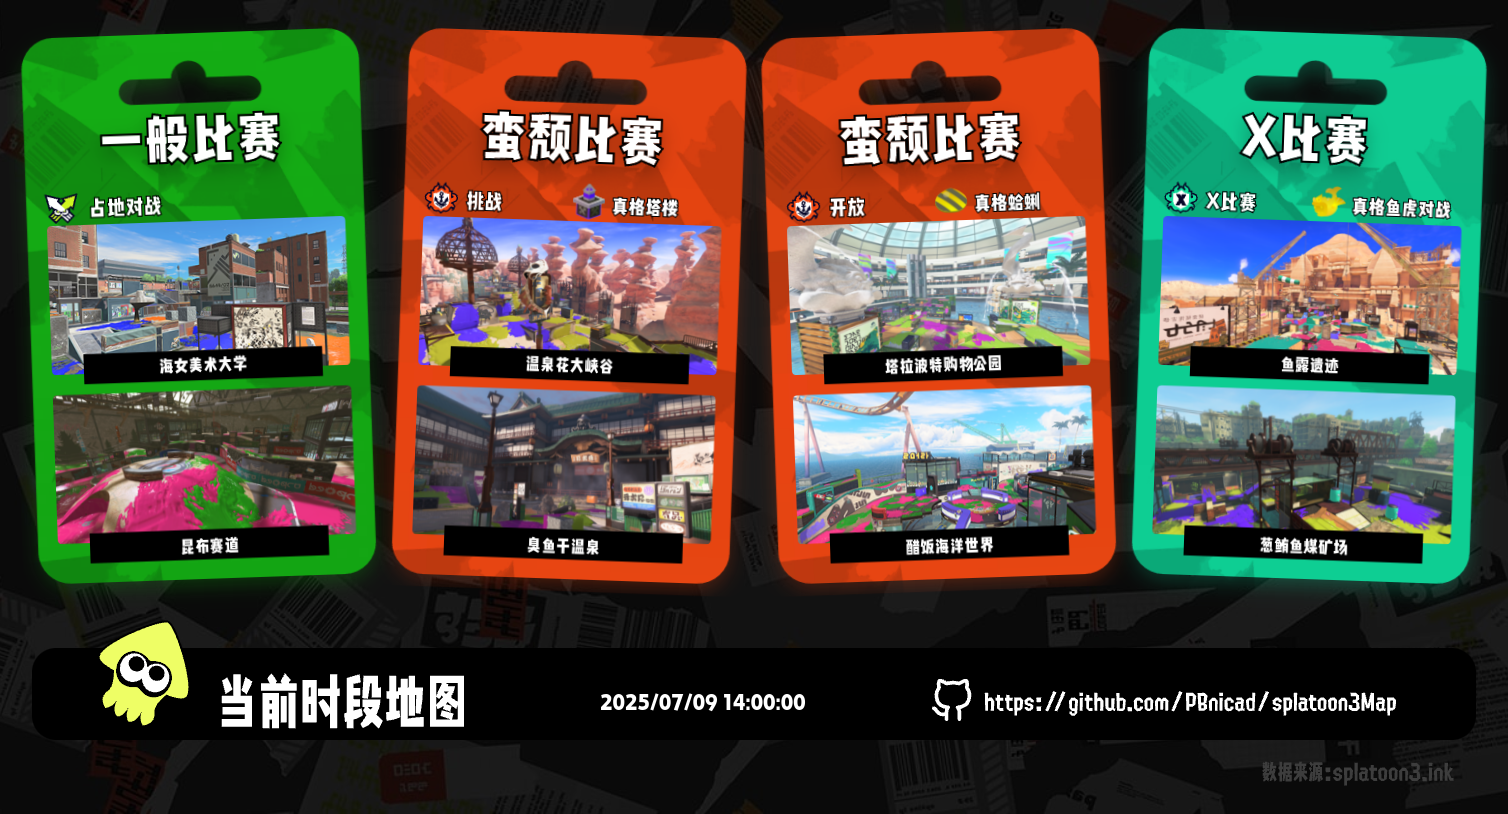 一般比赛
占地对战
海女美术大学
昆布赛道
蛮颓比赛
挑战
真格塔楼
温泉花大峡谷
臭鱼干温泉
蛮颓比赛
开放
真格蛤蜊
塔拉波特购物公园
醋饭海洋世界
X比赛
X比赛
真格鱼虎对战
鱼露遗迹
葱鲔鱼煤矿场
当前时段地图
2025/07/09 14:00:00
https://github.com/PBnicad/splatoon3Map
数据来源:splatoon3.ink